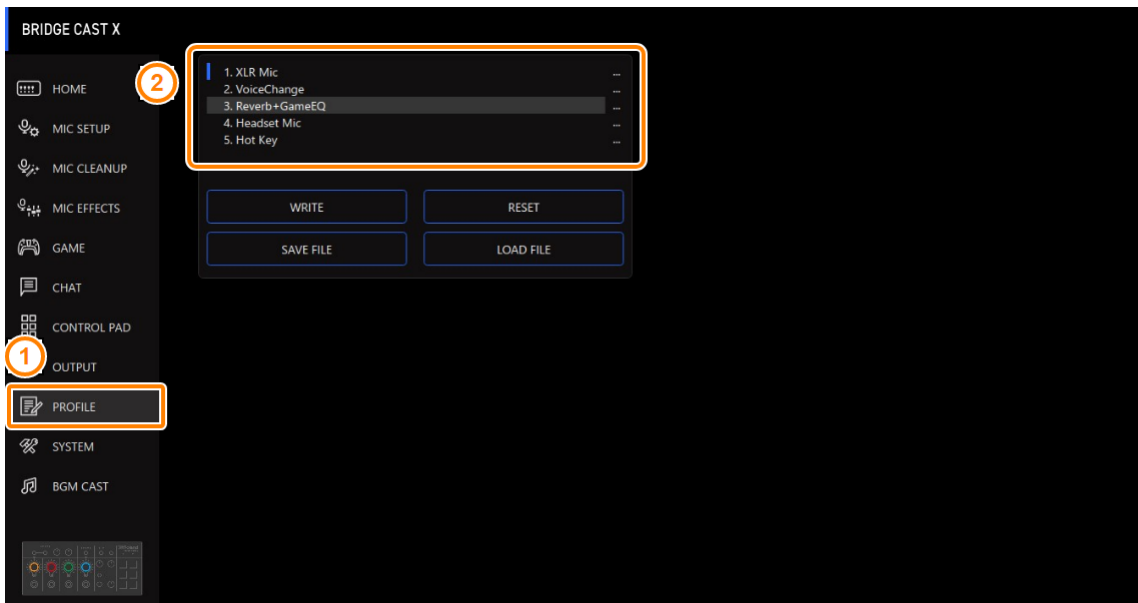 BRIDGE CAST X
HOME
MIC SETUP
MIC CLEANUP
MIC EFFECTS
GAME
CHAT
CONTROL PAD
1
OUTPUT
PROFILE
SYSTEM
BGM CAST
2
1. XLR Mic ...
2. VoiceChange ...
3. Reverb+GameEQ ...
4. Headset Mic ...
5. Hot Key ...
WRITE RESET
SAVE FILE LOAD FILE